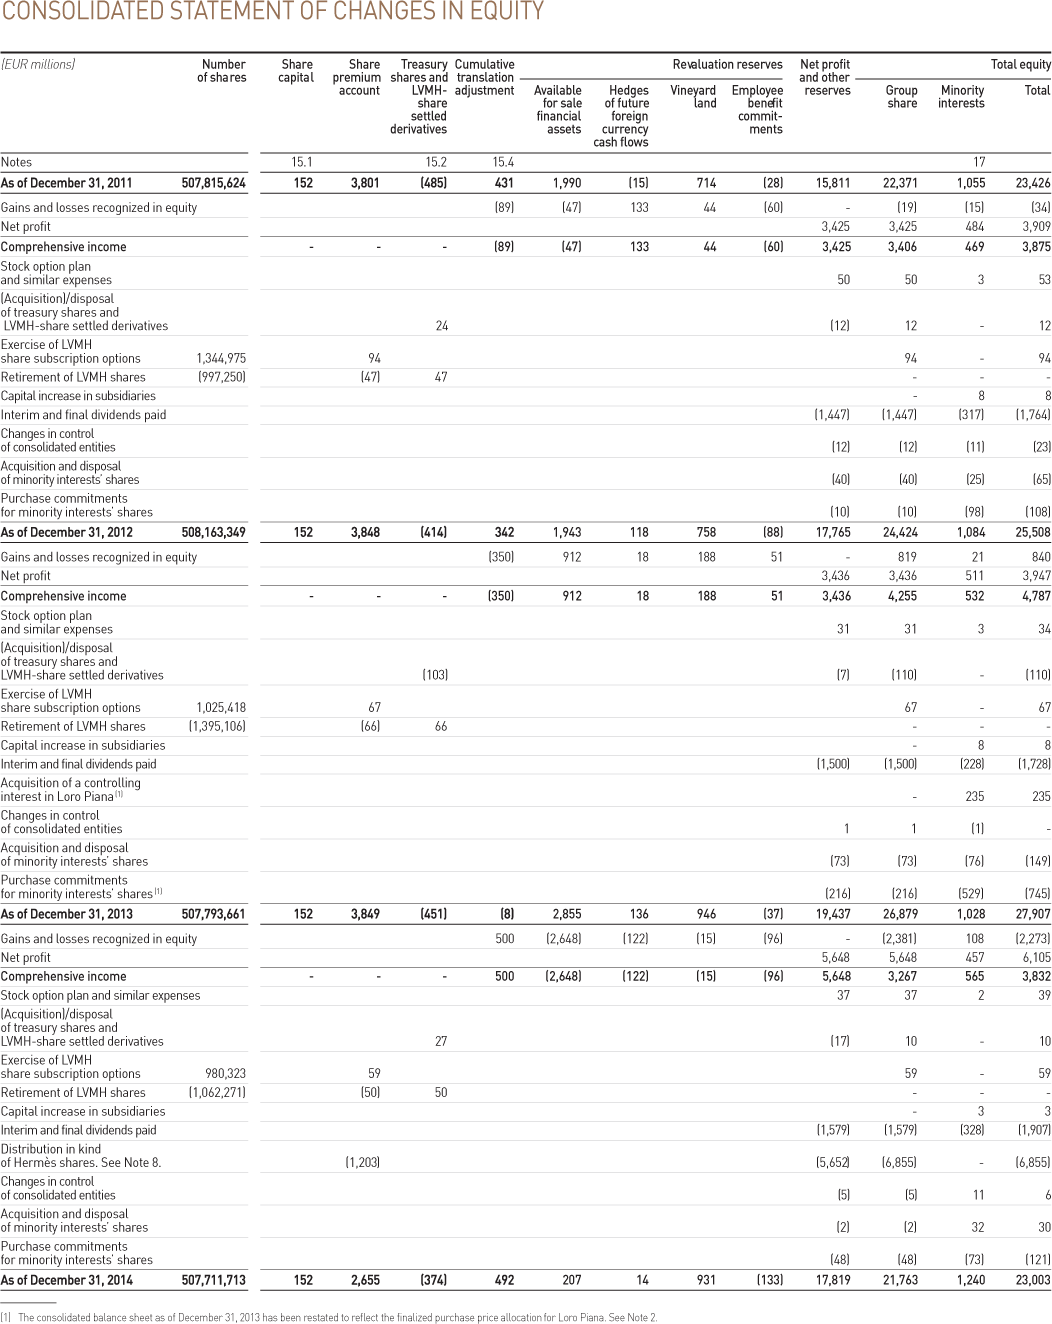 CONSOLIDATED STATEMENT OF CHANGES IN EQUITY
(EUR millions) Number Share Share Treasury Cumulative Revaluation reserves Net profit Total equity
of shares capital premium shares and translation and other
account LVMH- adjustment Available Hedges Vineyard Employee reserves Group Minority Total
share for sale of future land benefit share interests
settled financial foreign commit-
derivatives assets currency ments
cash flows
Notes 15.1 15.2 15.4 17
As of December 31, 2011 507,815,624 152 3,801 (485) 431 1,990 (15) 714 (28) 15,811 22,371 1,055 23,426
Gains and losses recognized in equity (89) (47) 133 44 (60) - (19) (15) (34)
Net profit 3,425 3,425 484 3,909
Comprehensive income - - - (89) (47) 133 44 (60) 3,425 3,406 469 3,875
Stock option plan
and similar expenses 50 50 3 53
(Acquisition)/disposal
of treasury shares and
LVMH-share settled derivatives 24 (12) 12 - 12
Exercise of LVMH
share subscription options 1,344,975 94 94 - 94
Retirement of LVMH shares (997,250) (47) 47 - - -
Capital increase in subsidiaries - 8 8
Interim and final dividends paid (1,447) (1,447) (317) (1,764)
Changes in control
of consolidated entities (12) (12) (11) (23)
Acquisition and disposal
of minority interests' shares (40) (40) (25) (65)
Purchase commitments
for minority interests' shares (10) (10) (98) (108)
As of December 31, 2012 508,163,349 152 3,848 (414) 342 1,943 118 758 (88) 17,765 24,424 1,084 25,508
Gains and losses recognized in equity (350) 912 18 188 51 - 819 21 840
Net profit 3,436 3,436 511 3,947
Comprehensive income - - - (350) 912 18 188 51 3,436 4,255 532 4,787
Stock option plan
and similar expenses 31 31 3 34
(Acquisition)/disposal
of treasury shares and
LVMH-share settled derivatives (103) (7) (110) - (110)
Exercise of LVMH
share subscription options 1,025,418 67 67 - 67
Retirement of LVMH shares (1,395,106) (66) 66 - - -
Capital increase in subsidiaries - 8 8
Interim and final dividends paid (1,500) (1,500) (228) (1,728)
Acquisition of a controlling
interest in Loro Piana (1) - 235 235
Changes in control
of consolidated entities 1 1 (1) -
Acquisition and disposal
of minority interests' shares (73) (73) (76) (149)
Purchase commitments
for minority interests' shares (1) (216) (216) (529) (745)
As of December 31, 2013 507,793,661 152 3,849 (451) (8) 2,855 136 946 (37) 19,437 26,879 1,028 27,907
Gains and losses recognized in equity 500 (2,648) (122) (15) (96) - (2,381) 108 (2,273)
Net profit 5,648 5,648 457 6,105
Comprehensive income - - - 500 (2,648) (122) (15) (96) 5,648 3,267 565 3,832
Stock option plan and similar expenses 37 37 2 39
(Acquisition)/disposal
of treasury shares and
LVMH-share settled derivatives 27 (17) 10 - 10
Exercise of LVMH
share subscription options 980,323 59 59 - 59
Retirement of LVMH shares (1,062,271) (50) 50 - - -
Capital increase in subsidiaries - 3 3
Interim and final dividends paid (1,579) (1,579) (328) (1,907)
Distribution in kind
of Hermès shares. See Note 8. (1,203) (5,652) (6,855) - (6,855)
Changes in control
of consolidated entities (5) (5) 11 6
Acquisition and disposal
of minority interests' shares (2) (2) 32 30
Purchase commitments
for minority interests' shares (48) (48) (73) (121)
As of December 31, 2014 507,711,713 152 2,655 (374) 492 207 14 931 (133) 17,819 21,763 1,240 23,003
(1) The consolidated balance sheet as of December 31, 2013 has been restated to reflect the finalized purchase price allocation for Loro Piana. See Note 2.